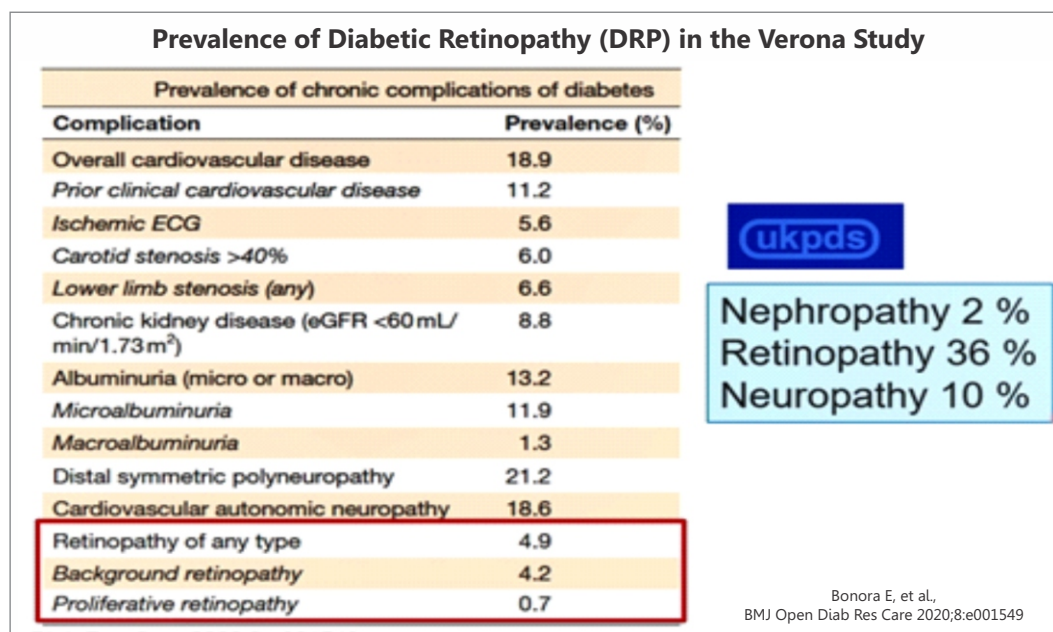 Prevalence of Diabetic Retinopathy (DRP) in the Verona Study
Prevalence of chronic complications of diabetes
Complication Prevalence (%)
Overall cardiovascular disease 18.9
Prior clinical cardiovascular disease 11.2
Ischemic ECG 5.6
Carotid stenosis >40% 6.0
Lower limb stenosis (any) 6.6
Chronic kidney disease (eGFR <60 mL/ 8.8
min/1.73 m²)
Albuminuria (micro or macro) 13.2
Microalbuminuria 11.9
Macroalbuminuria 1.3
Distal symmetric polyneuropathy 21.2
Cardiovascular autonomic neuropathy 18.6
Retinopathy of any type 4.9
Background retinopathy 4.2
Proliferative retinopathy 0.7
ukpds
Nephropathy 2 %
Retinopathy 36 %
Neuropathy 10 %
Bonora E, et al.,
BMJ Open Diab Res Care 2020;8:e001549